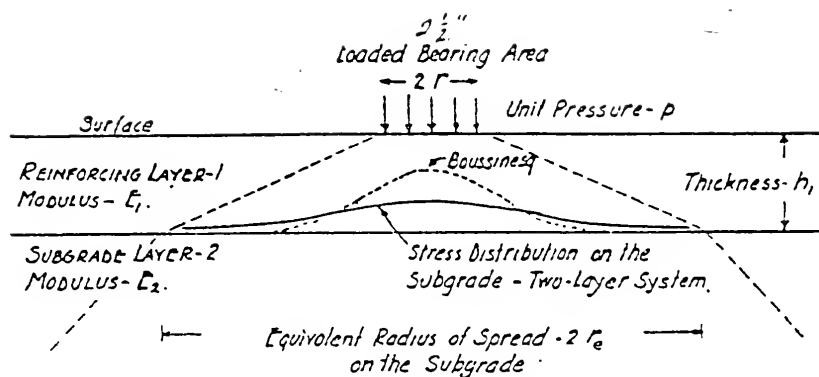 2 1/2"
Loaded Bearing Area
2 r
Unit Pressure - p
Surface
Boussinesq
REINFORCING LAYER-1
MODULUS - E₁.
Thickness - h₁
SUBGRADE LAYER-2
MODULUS - E₂.
Stress Distribution on the
Subgrade - Two-Layer System.
Equivalent Radius of Spread - 2 rₑ
on the Subgrade